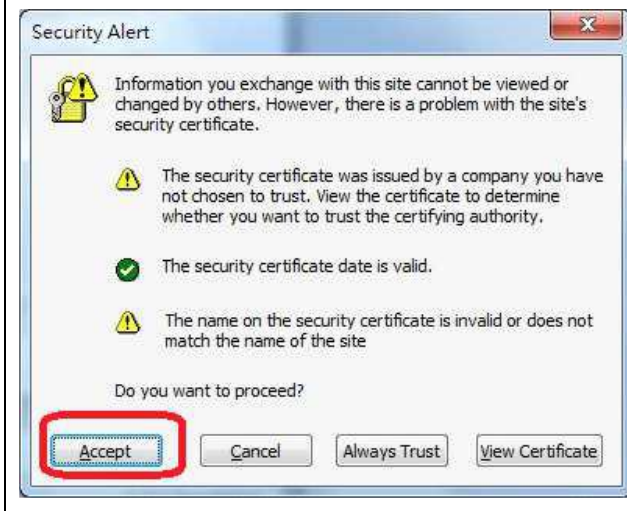 Security Alert
Information you exchange with this site cannot be viewed or
changed by others. However, there is a problem with the site's
security certificate.
The security certificate was issued by a company you have
not chosen to trust. View the certificate to determine
whether you want to trust the certifying authority.
The security certificate date is valid.
The name on the security certificate is invalid or does not
match the name of the site
Do you want to proceed?
Accept Cancel Always Trust View Certificate